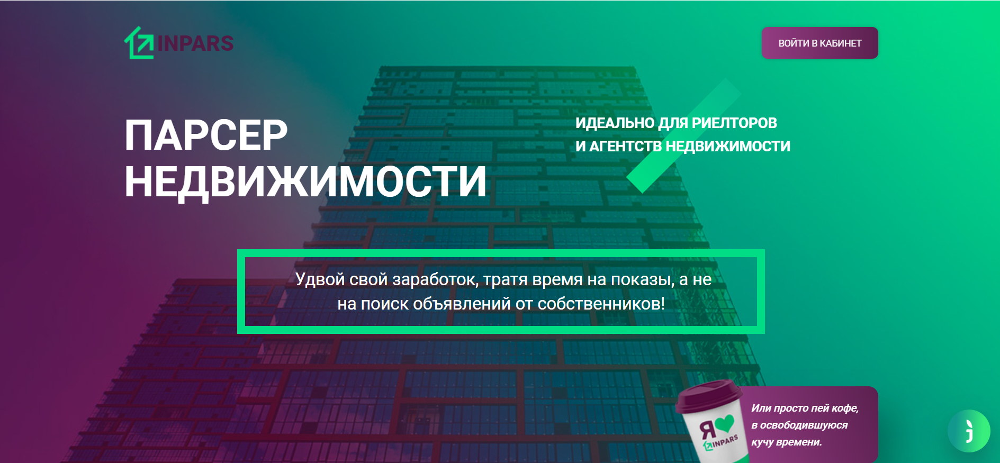 INPARS
ВОЙТИ В КАБИНЕТ
ПАРСЕР
НЕДВИЖИМОСТИ
ИДЕАЛЬНО ДЛЯ РИЕЛТОРОВ
И АГЕНТСТВ НЕДВИЖИМОСТИ
Удвой свой заработок, тратя время на показы, а не
на поиск объявлений от собственников!
Я
INPARS
Или просто пей кофе,
в освободившуюся
кучу времени.